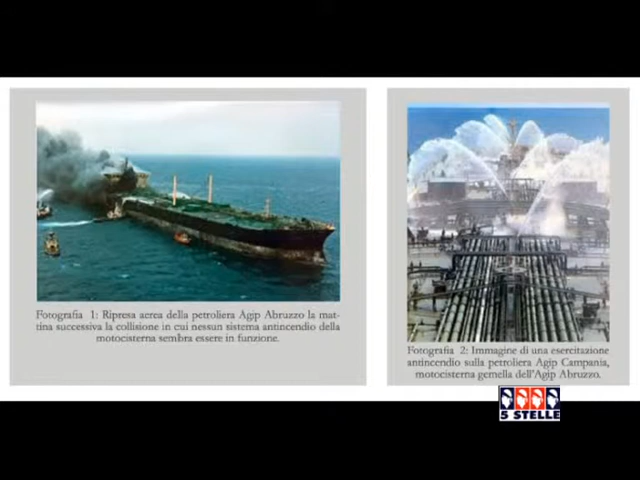 Fotografia 1: Ripresa aerea della petroliera Agip Abruzzo la mat-
tina successiva la collisione in cui nessun sistema antincendio della
motocisterna sembra essere in funzione.
Fotografia 2: Immagine di una esercitazione
antincendio sulla petroliera Agip Campania,
motocisterna gemella dell'Agip Abruzzo.
5 STELLE